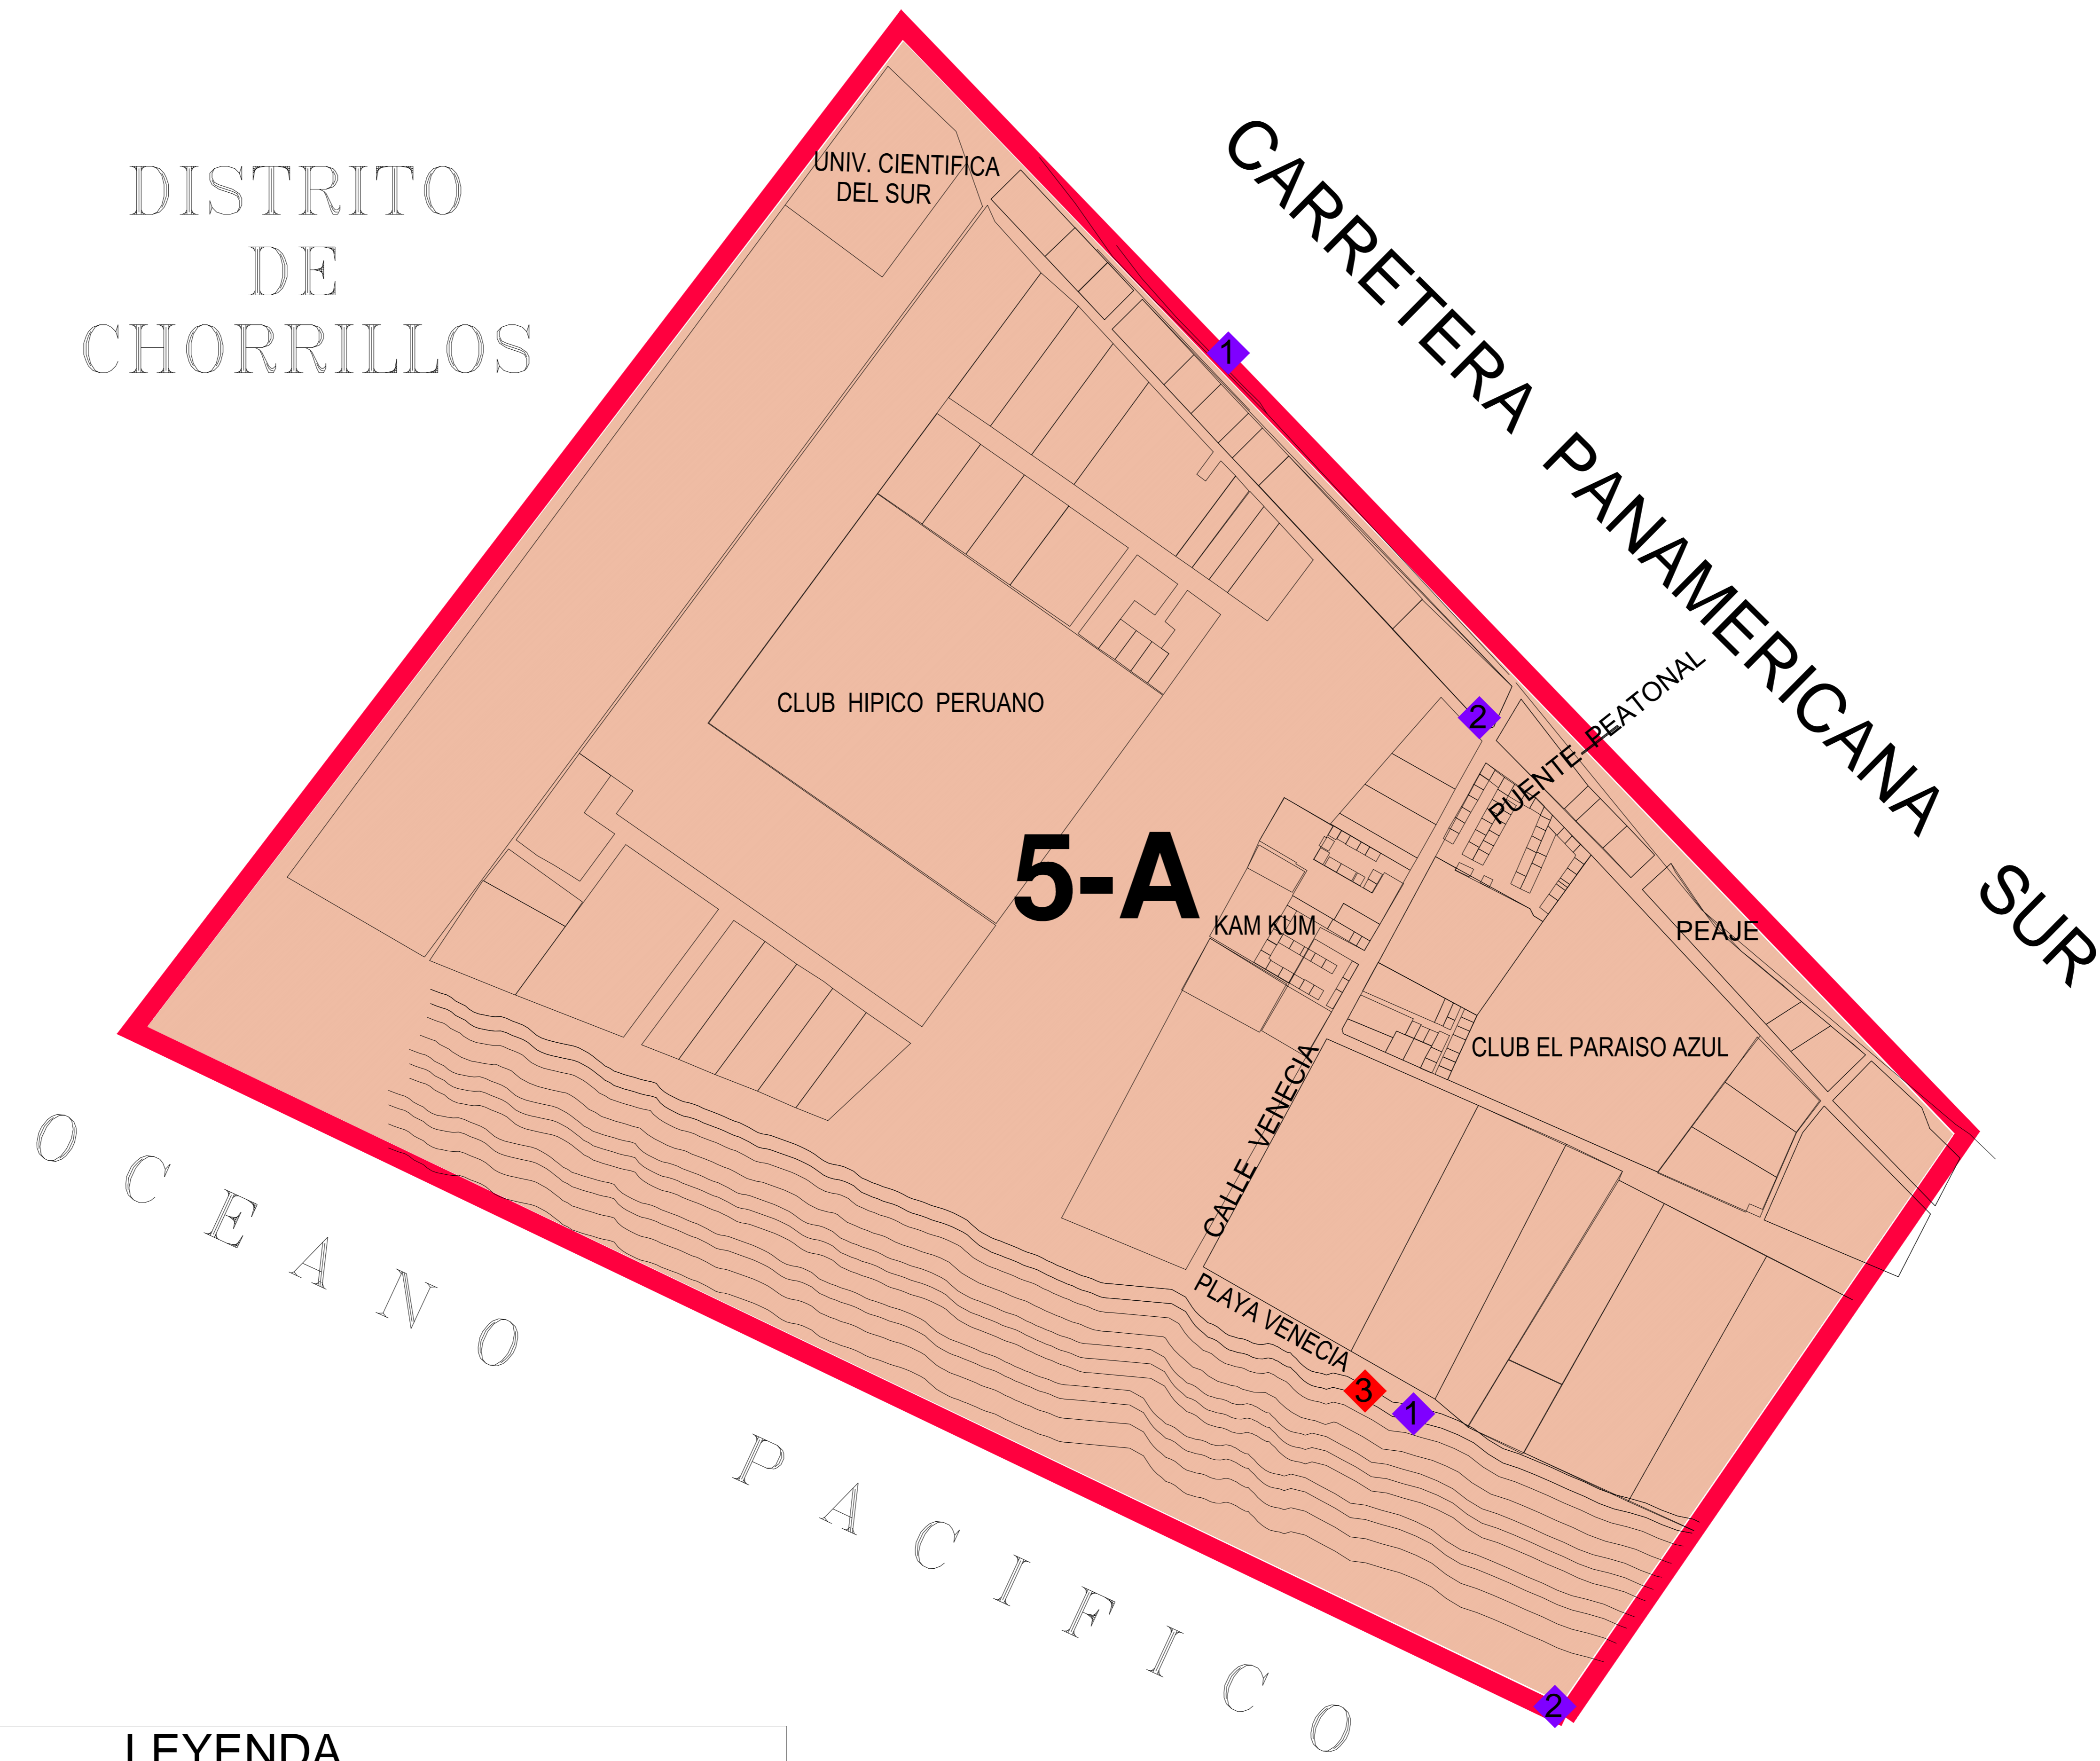 DISTRITO
DE
CHORRILLOS
UNIV. CIENTIFICA
DEL SUR
CARRETERA PANAMERICANA SUR
1
CLUB HIPICO PERUANO
2
PUENTE PEATONAL
5-A
KAM KUM
PEAJE
CLUB EL PARAISO AZUL
CALLE VENECIA
PLAYA VENECIA
3
1
OCEANO PACIFICO
2
LEYENDA